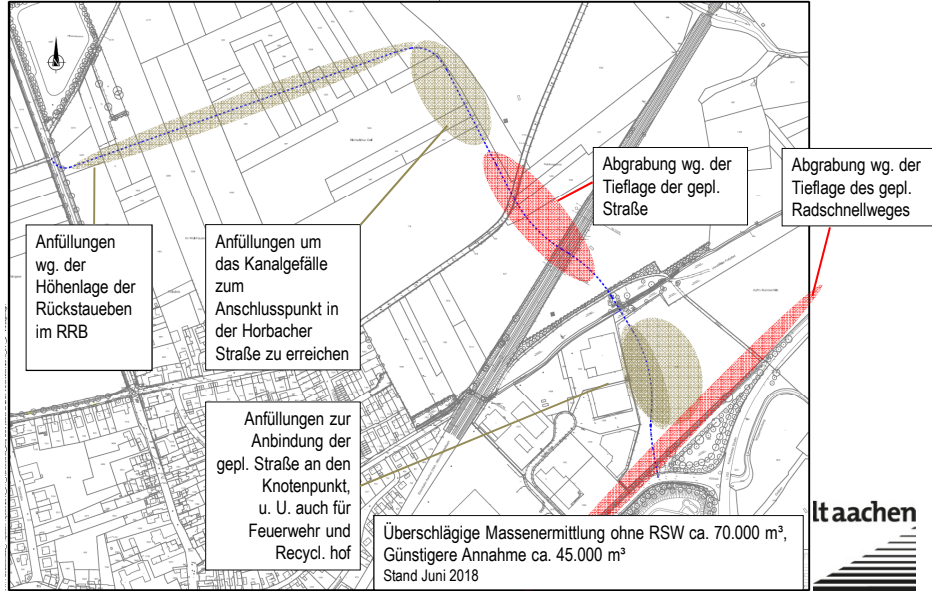 Abgrabung wg. der
Tieflage der gepl.
Straße
Abgrabung wg. der
Tieflage des gepl.
Radschnellweges
Anfüllungen
wg. der
Höhenlage der
Rückstaueben
im RRB
Anfüllungen um
das Kanalgefälle
zum
Anschlusspunkt in
der Horbacher
Straße zu erreichen
Anfüllungen zur
Anbindung der
gepl. Straße an den
Knotenpunkt,
u. U. auch für
Feuerwehr und
Recycl. hof
Überschlägige Massenermittlung ohne RSW ca. 70.000 m³,
Günstigere Annahme ca. 45.000 m³
Stand Juni 2018
lt aachen